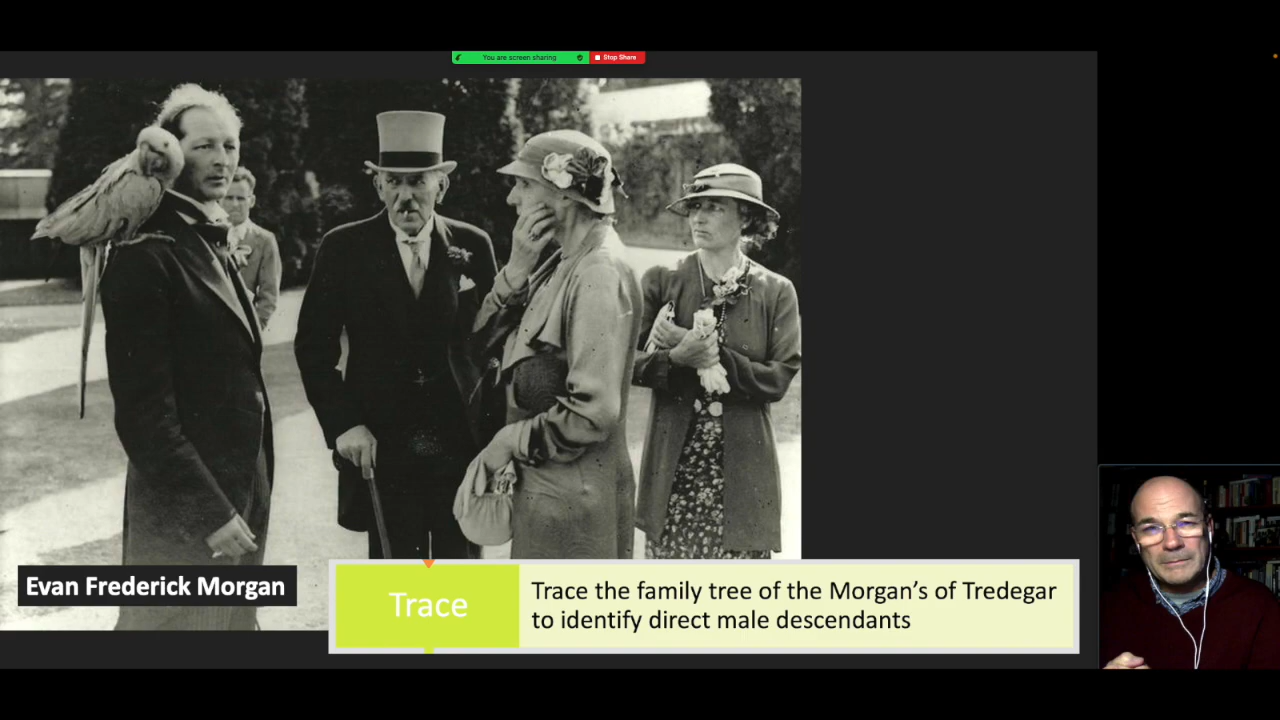 You are screen sharing
Stop Share
Evan Frederick Morgan
Trace
Trace the family tree of the Morgan's of Tredegar
to identify direct male descendants